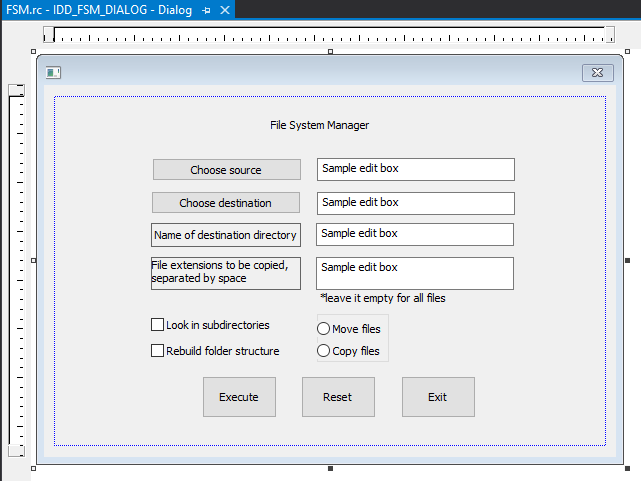 FSM.rc - IDD_FSM_DIALOG - Dialog
File System Manager
Choose source
Sample edit box
Choose destination
Sample edit box
Name of destination directory
Sample edit box
File extensions to be copied,
separated by space
Sample edit box
*leave it empty for all files
Look in subdirectories
Move files
Rebuild folder structure
Copy files
Execute
Reset
Exit